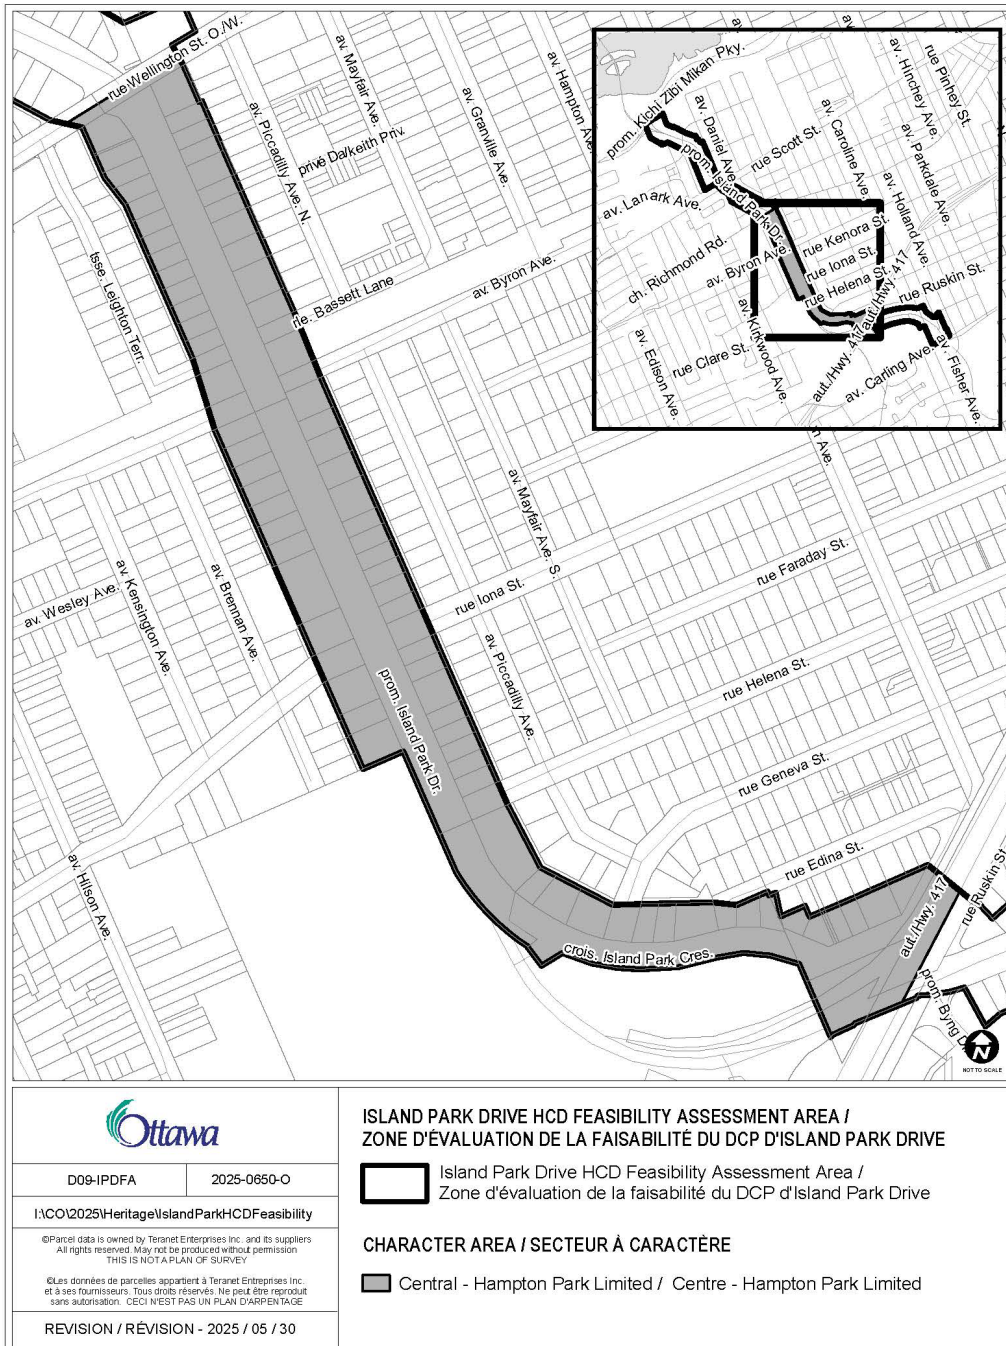 rue Wellington St. O./W.
av. Mayfair Ave.
av. Piccadilly Ave. N.
privé Dalkeith Priv.
av. Granville Ave.
av. Hampton Ave.
tsse. Leighton Terr.
rle. Bassett Lane
av. Byron Ave.
av. Mayfair Ave. S.
n Ave.
av. Wesley Ave.
av. Kensington Ave.
av. Brennan Ave.
rue Iona St.
rue Faraday St.
av. Piccadilly Ave.
rue Helena St.
prom. Island Park Dr.
rue Geneva St.
rue Edina St.
av. Hilson Ave.
crois. Island Park Cres.
aut./Hwy. 417
rue Ruskin St.
prom. Byng D
prom. Kichi Zibi Mikan Pky.
av. Daniel Ave.
prom. Island Park Dr.
rue Scott St.
av. Caroline Ave.
av. Hinchey Ave.
rue Pinhey St.
av. Parkdale Ave.
av. Holland Ave.
av. Lanark Ave.
ch. Richmond Rd.
av. Byron Ave.
rue Kenora St.
rue Iona St.
rue Helena St.
aut./Hwy. 417
rue Ruskin St.
av. Kirkwood Ave.
av. Edison Ave.
rue Clare St.
aut./Hwy. 417
av. Carling Ave.
av. Fisher Ave.
N
NOT TO SCALE
Ottawa
D09-IPDFA
2025-0650-O
I:\CO\2025\Heritage\IslandParkHCDFeasibility
©Parcel data is owned by Teranet Enterprises Inc. and its suppliers
All rights reserved. May not be produced without permission
THIS IS NOT A PLAN OF SURVEY
©Les données de parcelles appartient à Teranet Entreprises Inc.
et à ses fournisseurs. Tous droits réservés. Ne peut être reproduit
sans autorisation. CECI N'EST PAS UN PLAN D'ARPENTAGE
REVISION / RÉVISION - 2025 / 05 / 30
ISLAND PARK DRIVE HCD FEASIBILITY ASSESSMENT AREA /
ZONE D'ÉVALUATION DE LA FAISABILITÉ DU DCP D'ISLAND PARK DRIVE
Island Park Drive HCD Feasibility Assessment Area /
Zone d'évaluation de la faisabilité du DCP d'Island Park Drive
CHARACTER AREA / SECTEUR À CARACTÈRE
Central - Hampton Park Limited / Centre - Hampton Park Limited